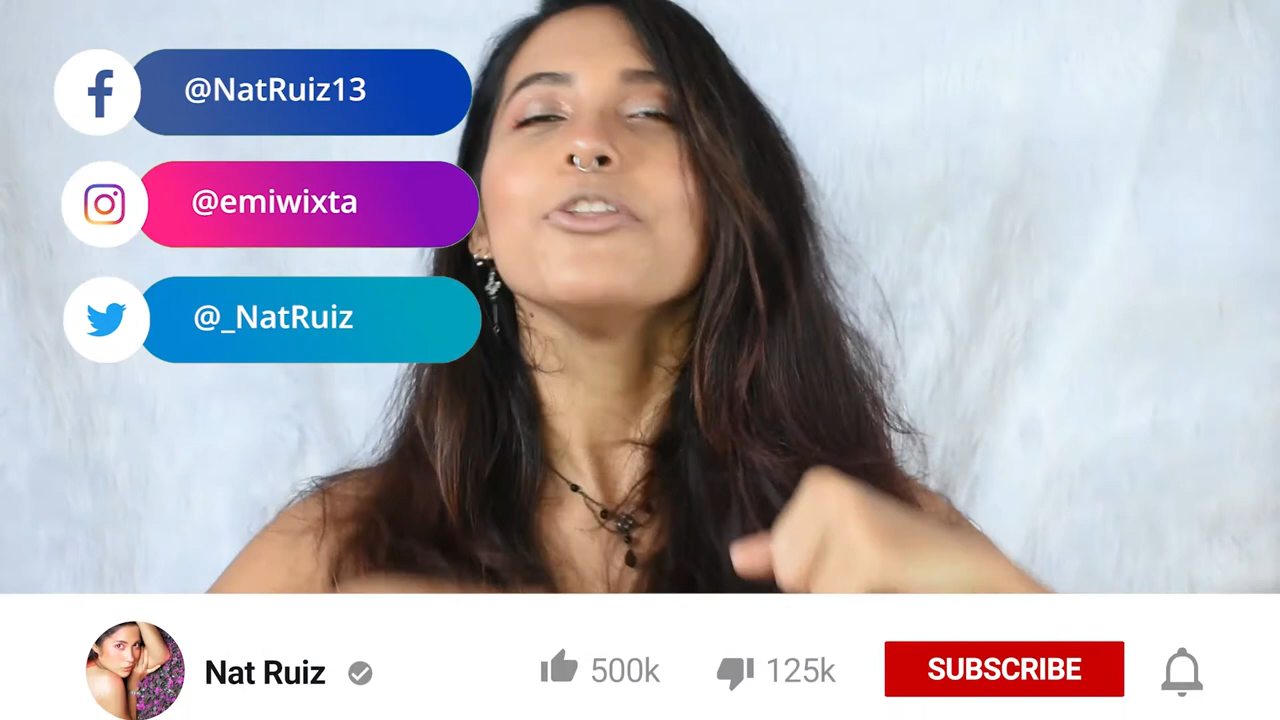 @NatRuiz13
@emiwixta
@_NatRuiz
Nat Ruiz
500k
125k
SUBSCRIBE